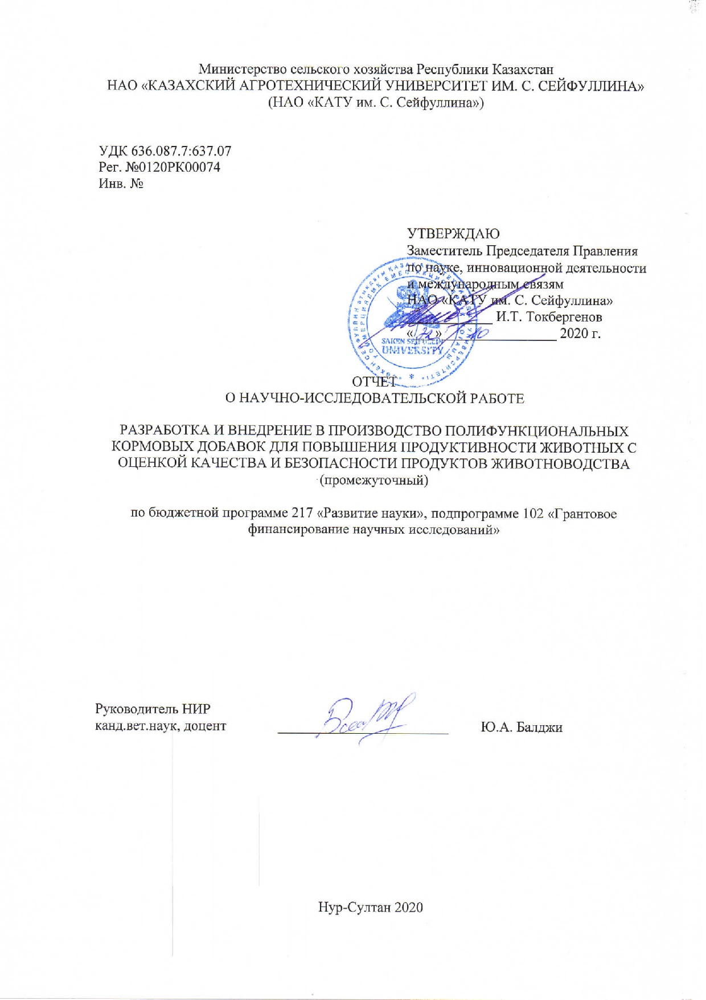 Министерство сельского хозяйства Республики Казахстан
НАО «КАЗАХСКИЙ АГРОТЕХНИЧЕСКИЙ УНИВЕРСИТЕТ ИМ. С. СЕЙФУЛЛИНА»
(НАО «КАТУ им. С. Сейфуллина»)
УДК 636.087.7:637.07
Рег. №0120РК00074
Инв. №
УТВЕРЖДАЮ
Заместитель Председателя Правления
по науке, инновационной деятельности
и международным связям
НАО «КАТУ им. С. Сейфуллина»
И.Т. Токбергенов
« » 10 2020 г.
SAKEN SEIFULLIN
UNIVERSITY
ОТЧЕТ
О НАУЧНО-ИССЛЕДОВАТЕЛЬСКОЙ РАБОТЕ
РАЗРАБОТКА И ВНЕДРЕНИЕ В ПРОИЗВОДСТВО ПОЛИФУНКЦИОНАЛЬНЫХ
КОРМОВЫХ ДОБАВОК ДЛЯ ПОВЫШЕНИЯ ПРОДУКТИВНОСТИ ЖИВОТНЫХ С
ОЦЕНКОЙ КАЧЕСТВА И БЕЗОПАСНОСТИ ПРОДУКТОВ ЖИВОТНОВОДСТВА
(промежуточный)
по бюджетной программе 217 «Развитие науки», подпрограмме 102 «Грантовое
финансирование научных исследований»
Руководитель НИР
канд.вет.наук, доцент Ю.А. Балджи
Нур-Султан 2020